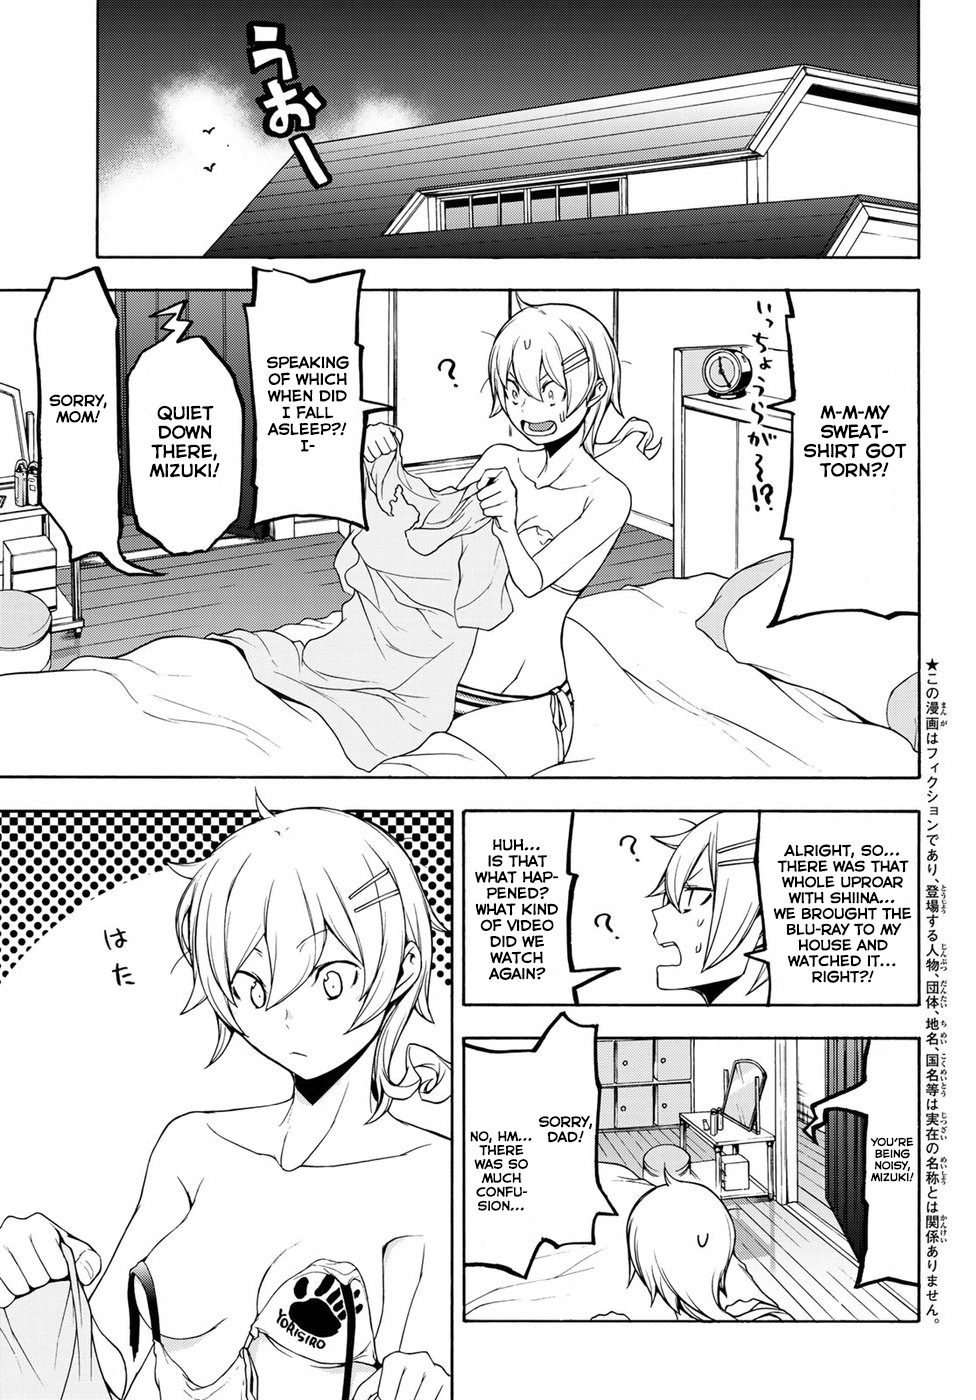 うおー
M-M-MY
SWEAT-
SHIRT GOT
TORN?!
いっちょうらが〜!?
?
SPEAKING
OF WHICH
WHEN DID
I FALL
ASLEEP?!
I-
QUIET
DOWN
THERE,
MIZUKI!
SORRY,
MOM!
ALRIGHT, SO...
THERE WAS THAT
WHOLE UPROAR
WITH SHIINA...
WE BROUGHT THE
BLU-RAY TO MY
HOUSE AND
WATCHED IT...
RIGHT?!
?
?
HUH...
IS THAT
WHAT HAP-
PENED?
WHAT KIND
OF VIDEO
DID WE
WATCH
AGAIN?
YOU'RE
BEING
NOISY,
MIZUKI!
SORRY,
DAD!
NO, HM...
THERE
WAS SO
MUCH
CONFU-
SION...
はた
YORISIRO
★この漫画はフィクションであり、登場する人物、団体、地名、国名等は実在の名称とは関係ありません。